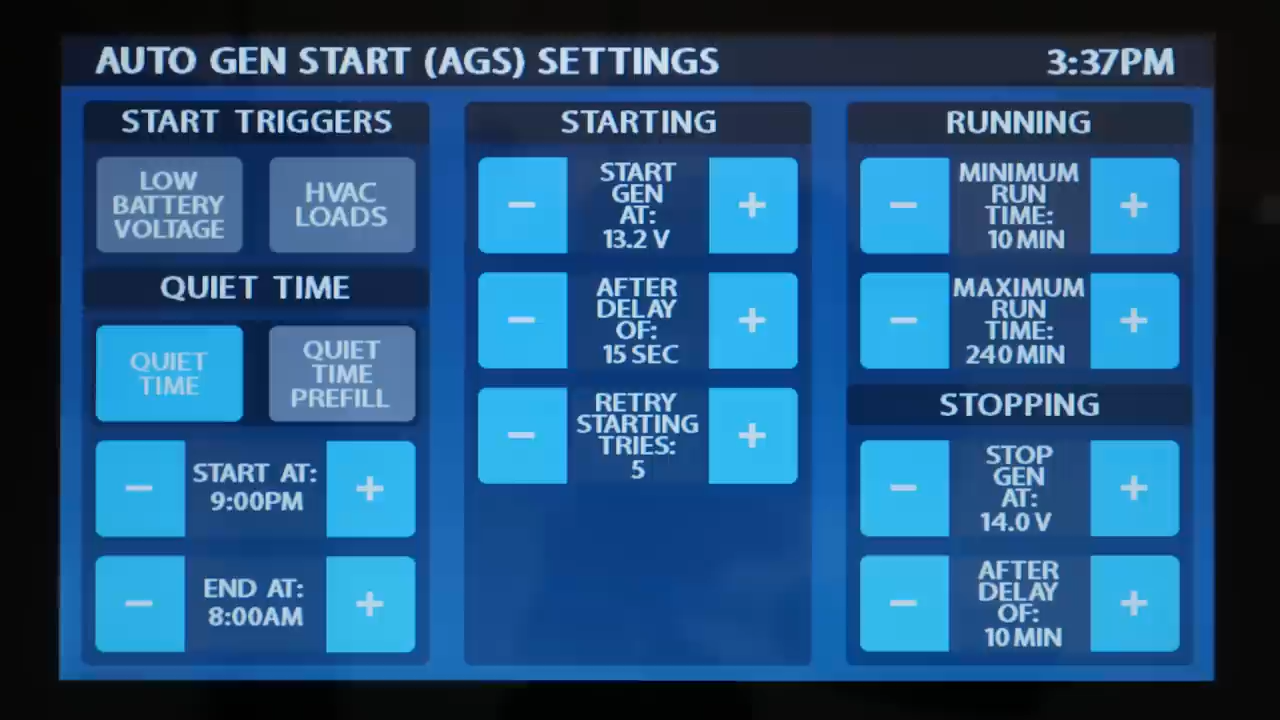 AUTO GEN START (AGS) SETTINGS
3:37PM
START TRIGGERS
LOW
BATTERY
VOLTAGE
HVAC
LOADS
QUIET TIME
QUIET
TIME
QUIET
TIME
PREFILL
−
START AT:
9:00PM
+
−
END AT:
8:00AM
+
STARTING
−
START
GEN
AT:
13.2 V
+
−
AFTER
DELAY
OF:
15 SEC
+
−
RETRY
STARTING
TRIES:
5
+
RUNNING
−
MINIMUM
RUN
TIME:
10 MIN
+
−
MAXIMUM
RUN
TIME:
240 MIN
+
STOPPING
−
STOP
GEN
AT:
14.0 V
+
−
AFTER
DELAY
OF:
10 MIN
+